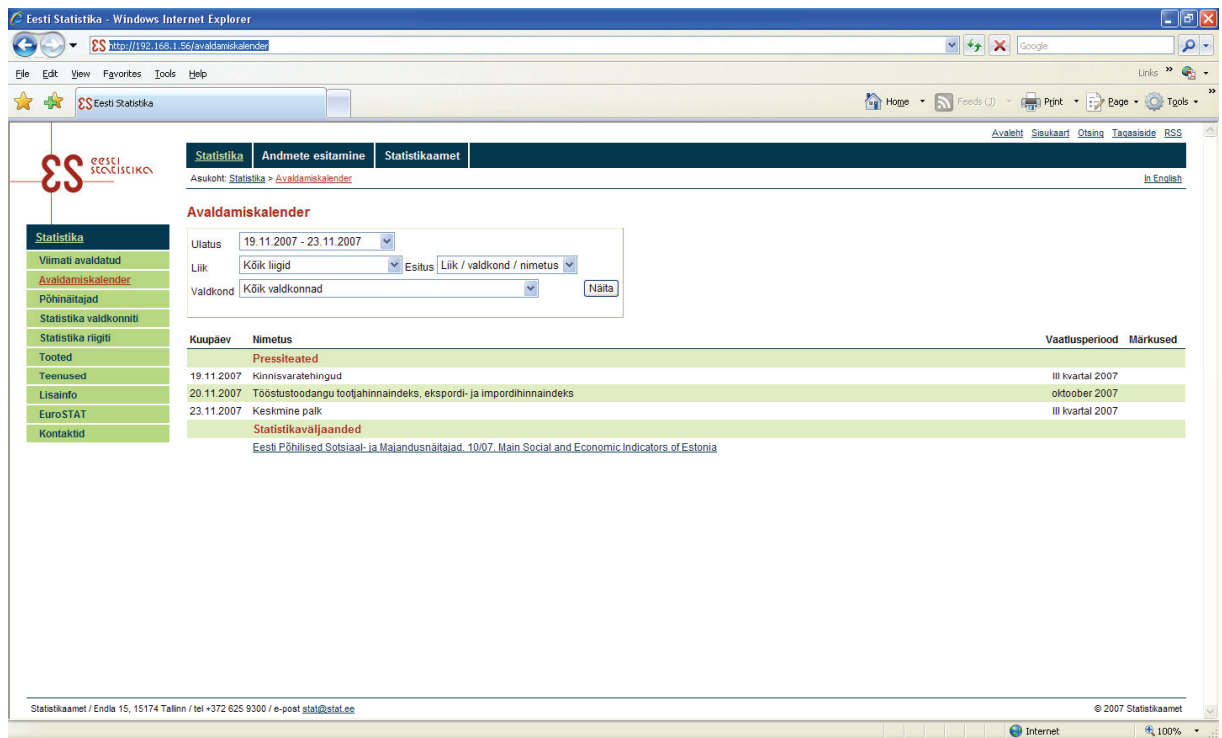 Eesti Statistika - Windows Internet Explorer
http://192.168.1.56/avaldamiskalender
Google
File Edit View Favorites Tools Help
Links »
Eesti Statistika
Home Feeds (J) Print Page Tools »
Avaleht Sisukaart Otsing Tagasiside RSS
eesti
statistika
Statistika Andmete esitamine Statistikaamet
Asukoht: Statistika > Avaldamiskalender
In English
Avaldamiskalender
Statistika
Viimati avaldatud
Avaldamiskalender
Põhinäitajad
Statistika valdkonniti
Statistika riigiti
Tooted
Teenused
Lisainfo
EuroSTAT
Kontaktid
Ulatus 19.11.2007 - 23.11.2007
Liik Kõik liigid Esitus Liik / valdkond / nimetus
Valdkond Kõik valdkonnad Näita
Kuupäev Nimetus Vaatlusperiood Märkused
Pressiteated
19.11.2007 Kinnisvaratehingud III kvartal 2007
20.11.2007 Tööstustoodangu tootjahinnaindeks, ekspordi- ja impordihinnaindeks oktoober 2007
23.11.2007 Keskmine palk III kvartal 2007
Statistikaväljaanded
Eesti Põhilised Sotsiaal- ja Majandusnäitajad. 10/07. Main Social and Economic Indicators of Estonia
Statistikaamet / Endla 15, 15174 Tallinn / tel +372 625 9300 / e-post stat@stat.ee
© 2007 Statistikaamet
Internet 100%